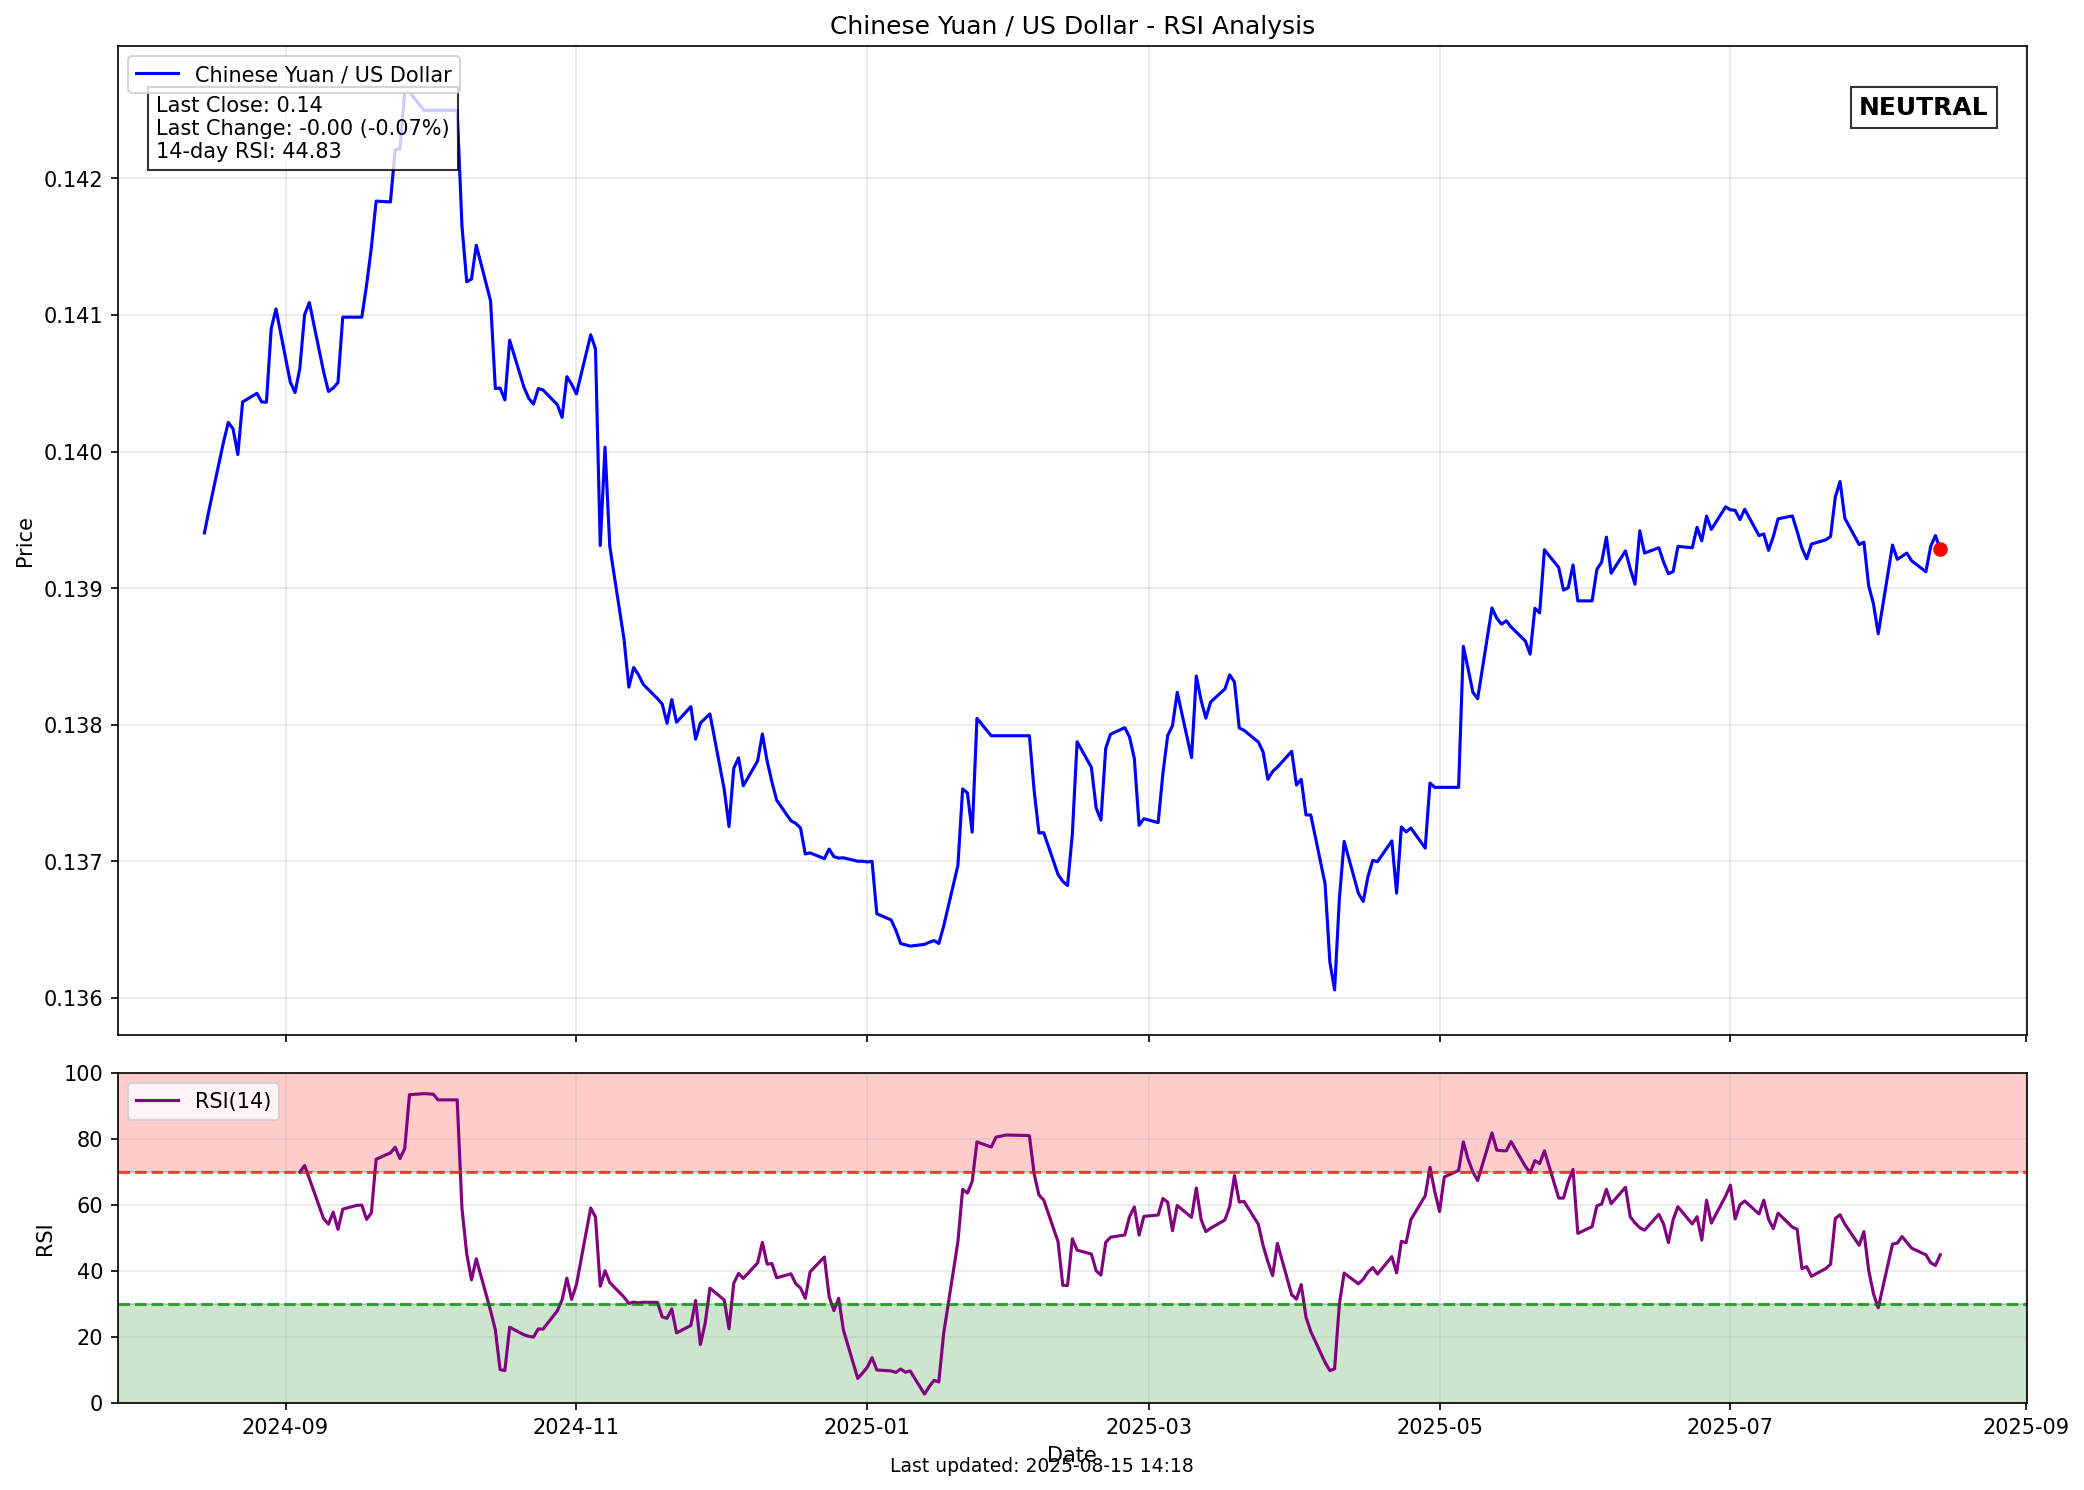 Chinese Yuan / US Dollar - RSI Analysis
Chinese Yuan / US Dollar
Last Close: 0.14
Last Change: -0.00 (-0.07%)
14-day RSI: 44.83
NEUTRAL
0.142
0.141
0.140
0.139
0.138
0.137
0.136
Price
RSI(14)
100
80
60
40
20
0
RSI
2024-09
2024-11
2025-01
2025-03
2025-05
2025-07
2025-09
Date
Last updated: 2025-08-15 14:18